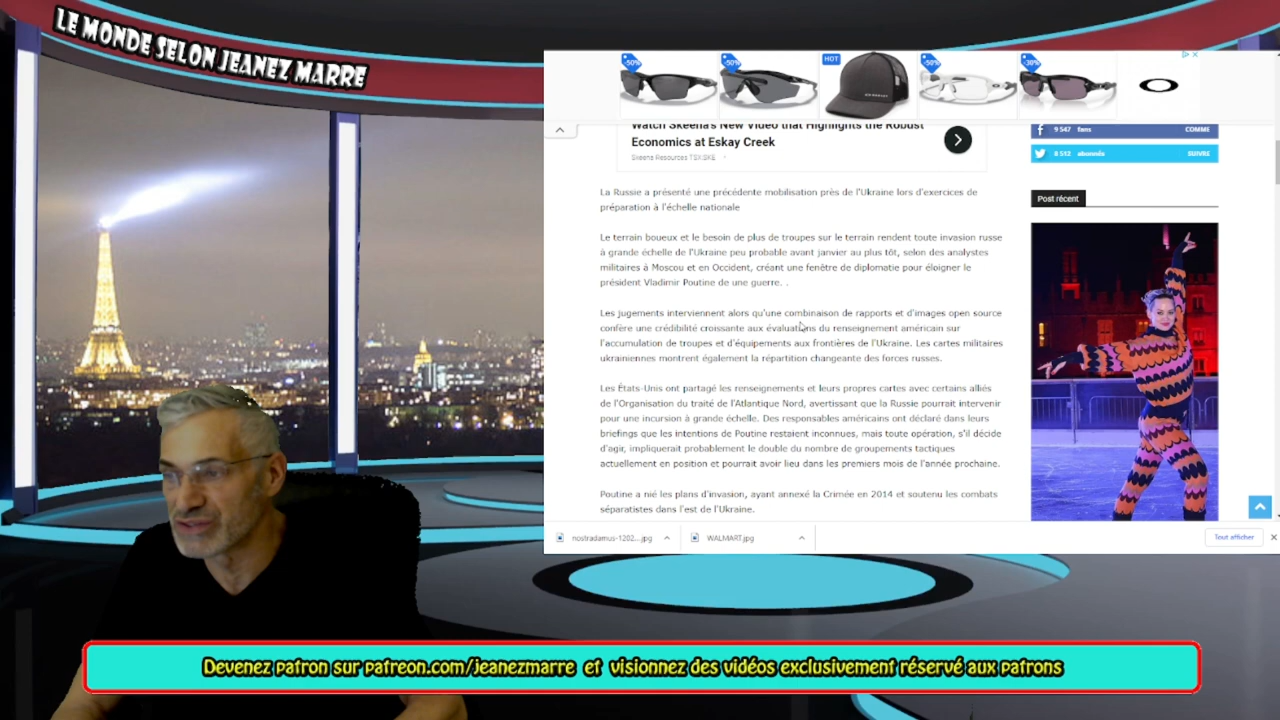 LE MONDE SELON JEANEZ MARRE
-50%
-50%
HOT
-50%
-30%
Watch Skeena's New Video that Highlights the Robust
Economics at Eskay Creek
Skeena Resources TSX:SKE
9 547 fans COMME
8 512 abonnés SUIVRE
Post récent
La Russie a présenté une précédente mobilisation près de l'Ukraine lors d'exercices de
préparation à l'échelle nationale
Le terrain boueux et le besoin de plus de troupes sur le terrain rendent toute invasion russe
à grande échelle de l'Ukraine peu probable avant janvier au plus tôt, selon des analystes
militaires à Moscou et en Occident, créant une fenêtre de diplomatie pour éloigner le
président Vladimir Poutine de une guerre. .
Les jugements interviennent alors qu'une combinaison de rapports et d'images open source
confère une crédibilité croissante aux évaluations du renseignement américain sur
l'accumulation de troupes et d'équipements aux frontières de l'Ukraine. Les cartes militaires
ukrainiennes montrent également la répartition changeante des forces russes.
Les États-Unis ont partagé les renseignements et leurs propres cartes avec certains alliés
de l'Organisation du traité de l'Atlantique Nord, avertissant que la Russie pourrait intervenir
pour une incursion à grande échelle. Des responsables américains ont déclaré dans leurs
briefings que les intentions de Poutine restaient inconnues, mais toute opération, s'il décide
d'agir, impliquerait probablement le double du nombre de groupements tactiques
actuellement en position et pourrait avoir lieu dans les premiers mois de l'année prochaine.
Poutine a nié les plans d'invasion, ayant annexé la Crimée en 2014 et soutenu les combats
séparatistes dans l'est de l'Ukraine.
nostradamus-1202....jpg
WALMART.jpg
Tout afficher
Devenez patron sur patreon.com/jeanezmarre et visionnez des vidéos exclusivement réservé aux patrons